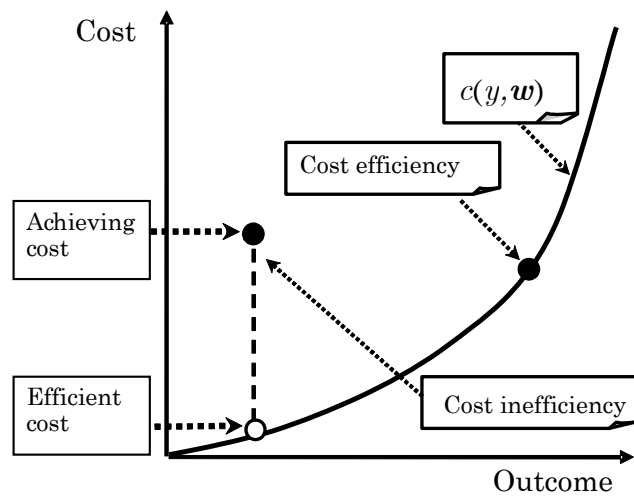 Cost
c(y,w)
Cost efficiency
Achieving
cost
Efficient
cost
Cost inefficiency
Outcome